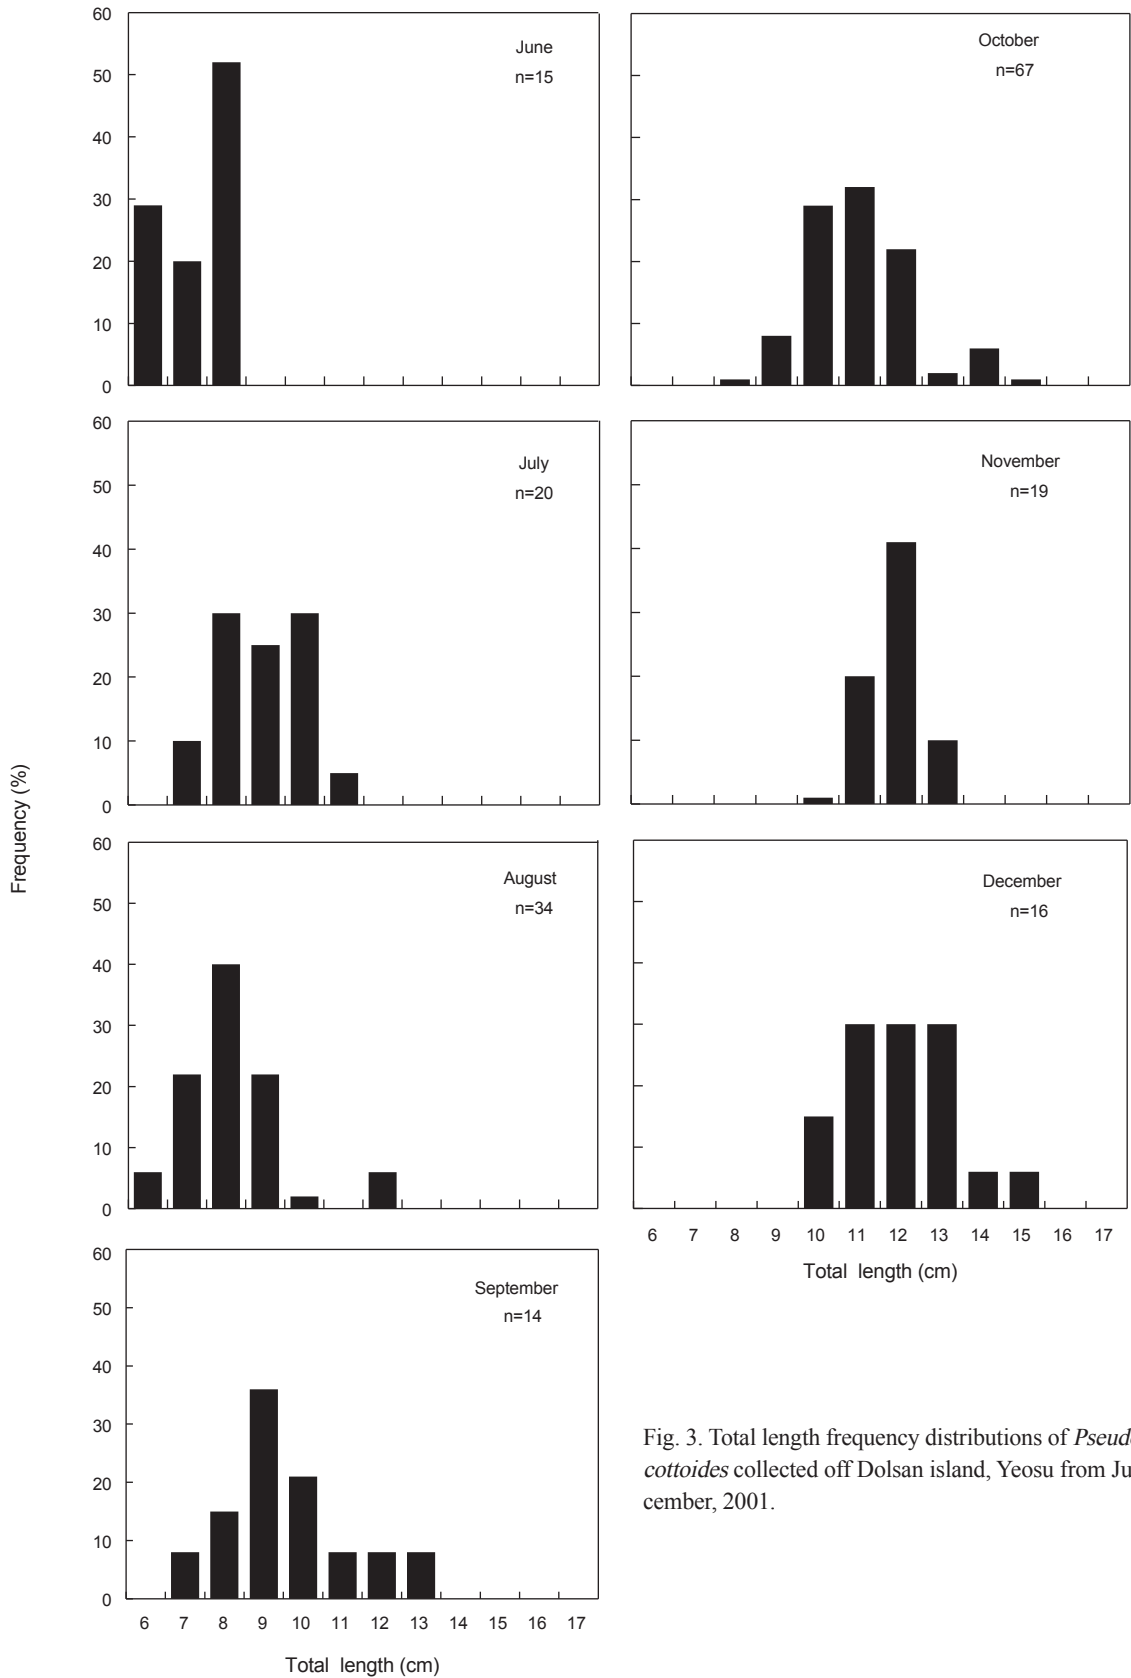 60
50
40
30
20
10
0
June
n=15
60
50
40
30
20
10
0
July
n=20
60
50
40
30
20
10
0
August
n=34
60
50
40
30
20
10
0
September
n=14
6 7 8 9 10 11 12 13 14 15 16 17
Total length (cm)
Frequency (%)
October
n=67
November
n=19
December
n=16
6 7 8 9 10 11 12 13 14 15 16 17
Total length (cm)
Fig. 3. Total length frequency distributions of
cottoides collected off Dolsan island, Yeosu from
cember, 2001.